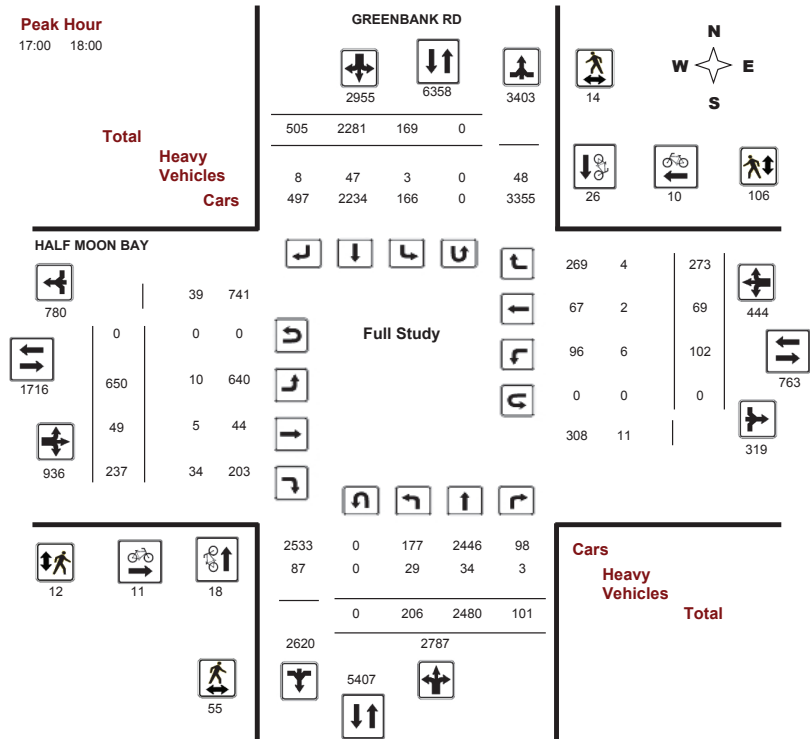 Peak Hour
17:00 18:00
GREENBANK RD
N
W E
S
2955 6358 3403 14
Total
505 2281 169 0
Heavy
Vehicles
8 47 3 0 48
Cars
497 2234 166 0 3355
26 10 106
HALF MOON BAY
780
39 741
0 0 0
1716
650 10 640
49 5 44
936
237 34 203
Full Study
269 4 273
67 2 69
444
96 6 102
763
0 0 0
308 11
319
2533 0 177 2446 98
87 0 29 34 3
0 206 2480 101
2620 2787
5407
12 11 18
55
Cars
Heavy
Vehicles
Total